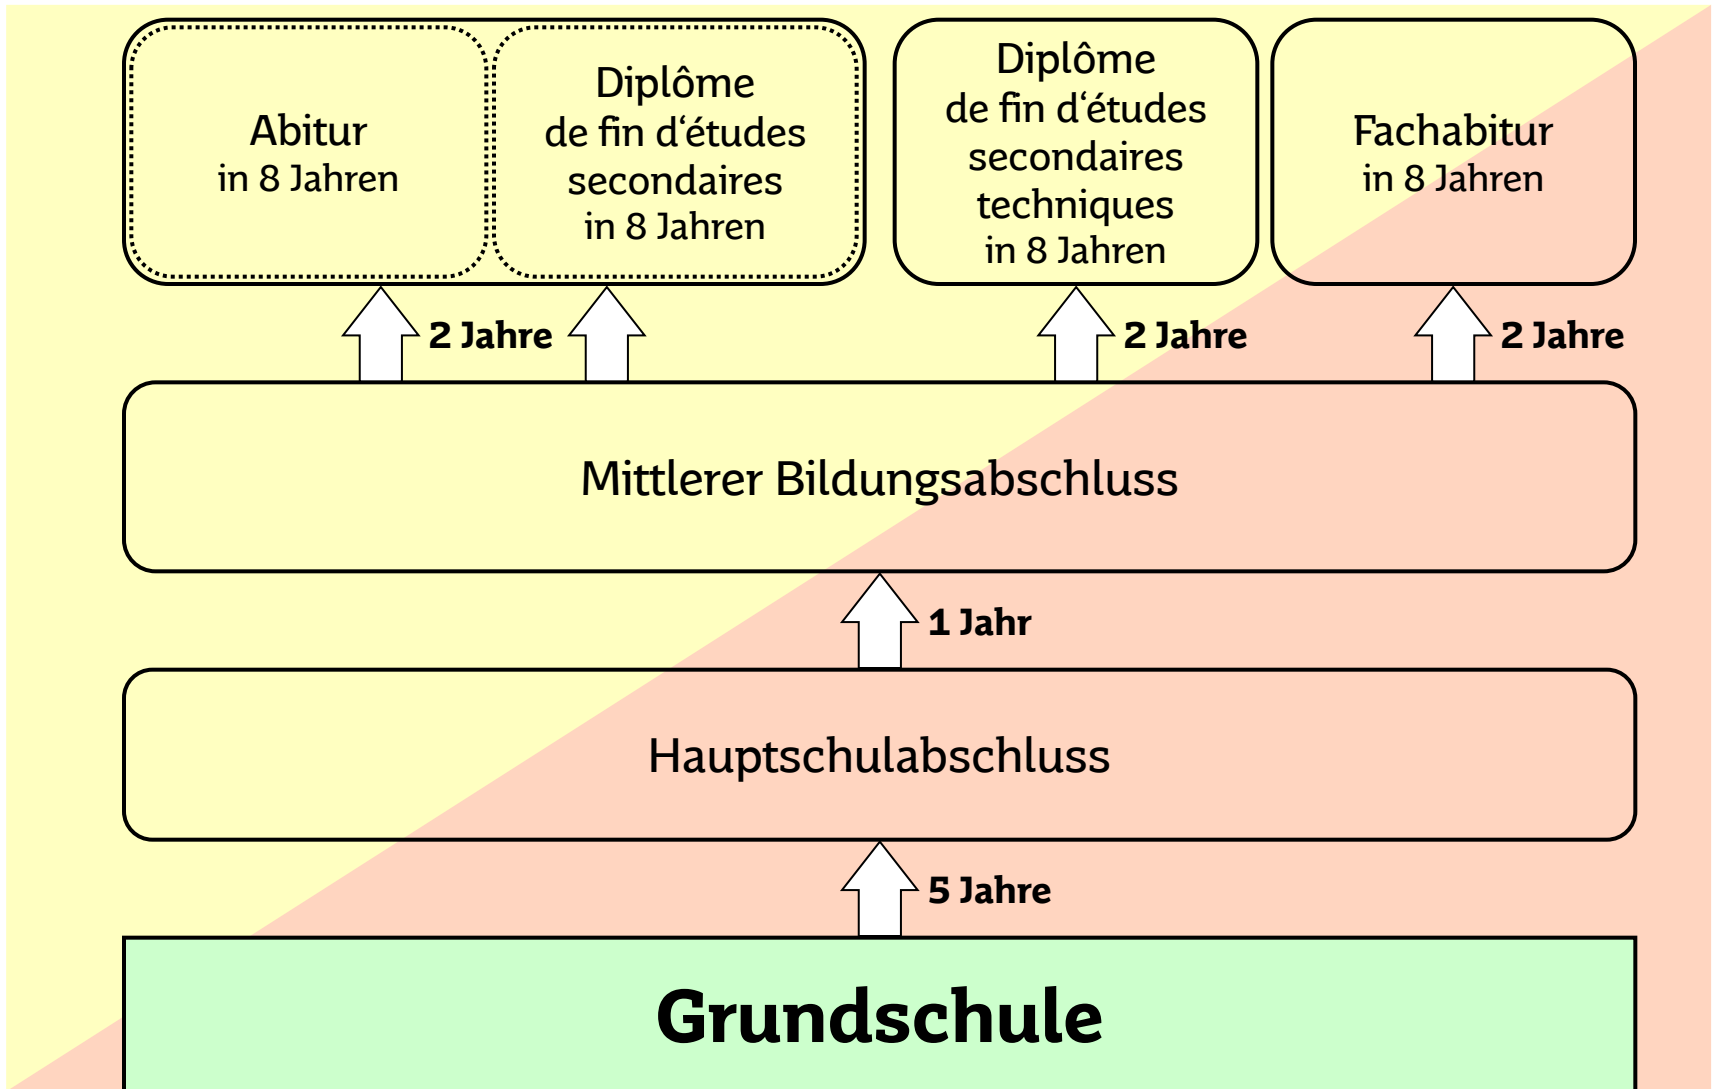 Abitur
in 8 Jahren
Diplôme
de fin d‘études
secondaires
in 8 Jahren
Diplôme
de fin d‘études
secondaires
techniques
in 8 Jahren
Fachabitur
in 8 Jahren
2 Jahre
2 Jahre
2 Jahre
Mittlerer Bildungsabschluss
1 Jahr
Hauptschulabschluss
5 Jahre
Grundschule